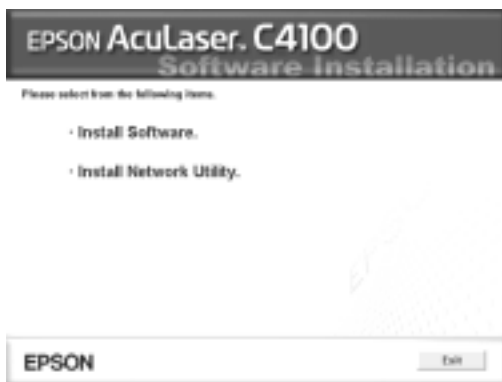 EPSON AcuLaser. C4100
Software Installation
Please select from the following items.
· Install Software.
· Install Network Utility.
EPSON
Exit